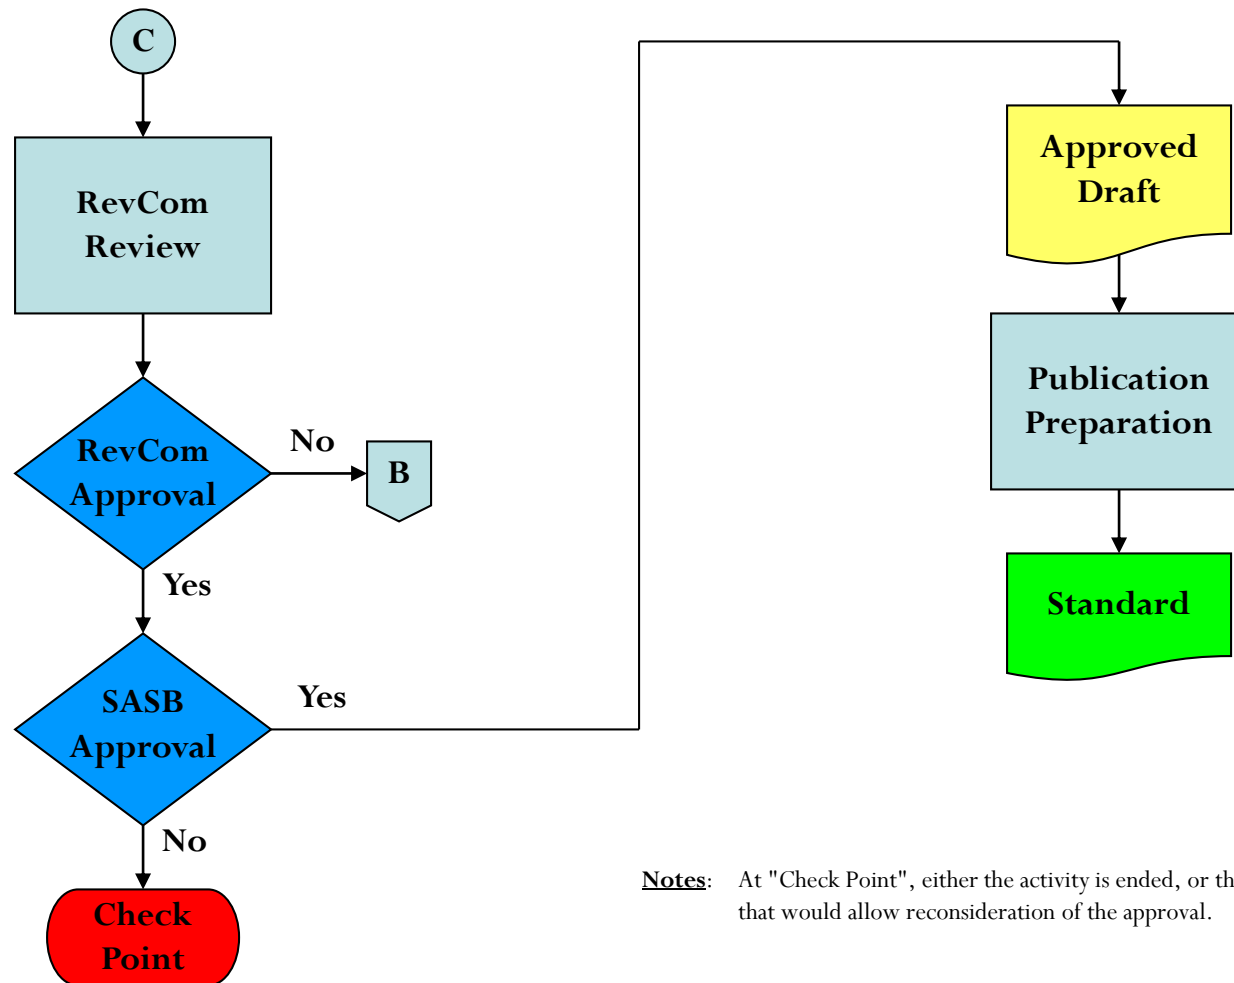 C
RevCom
Review
RevCom
Approval
No
B
Yes
SASB
Approval
Yes
No
Check
Point
Approved
Draft
Publication
Preparation
Standard
Notes: At "Check Point", either the activity is ended, or
that would allow reconsideration of the approval.